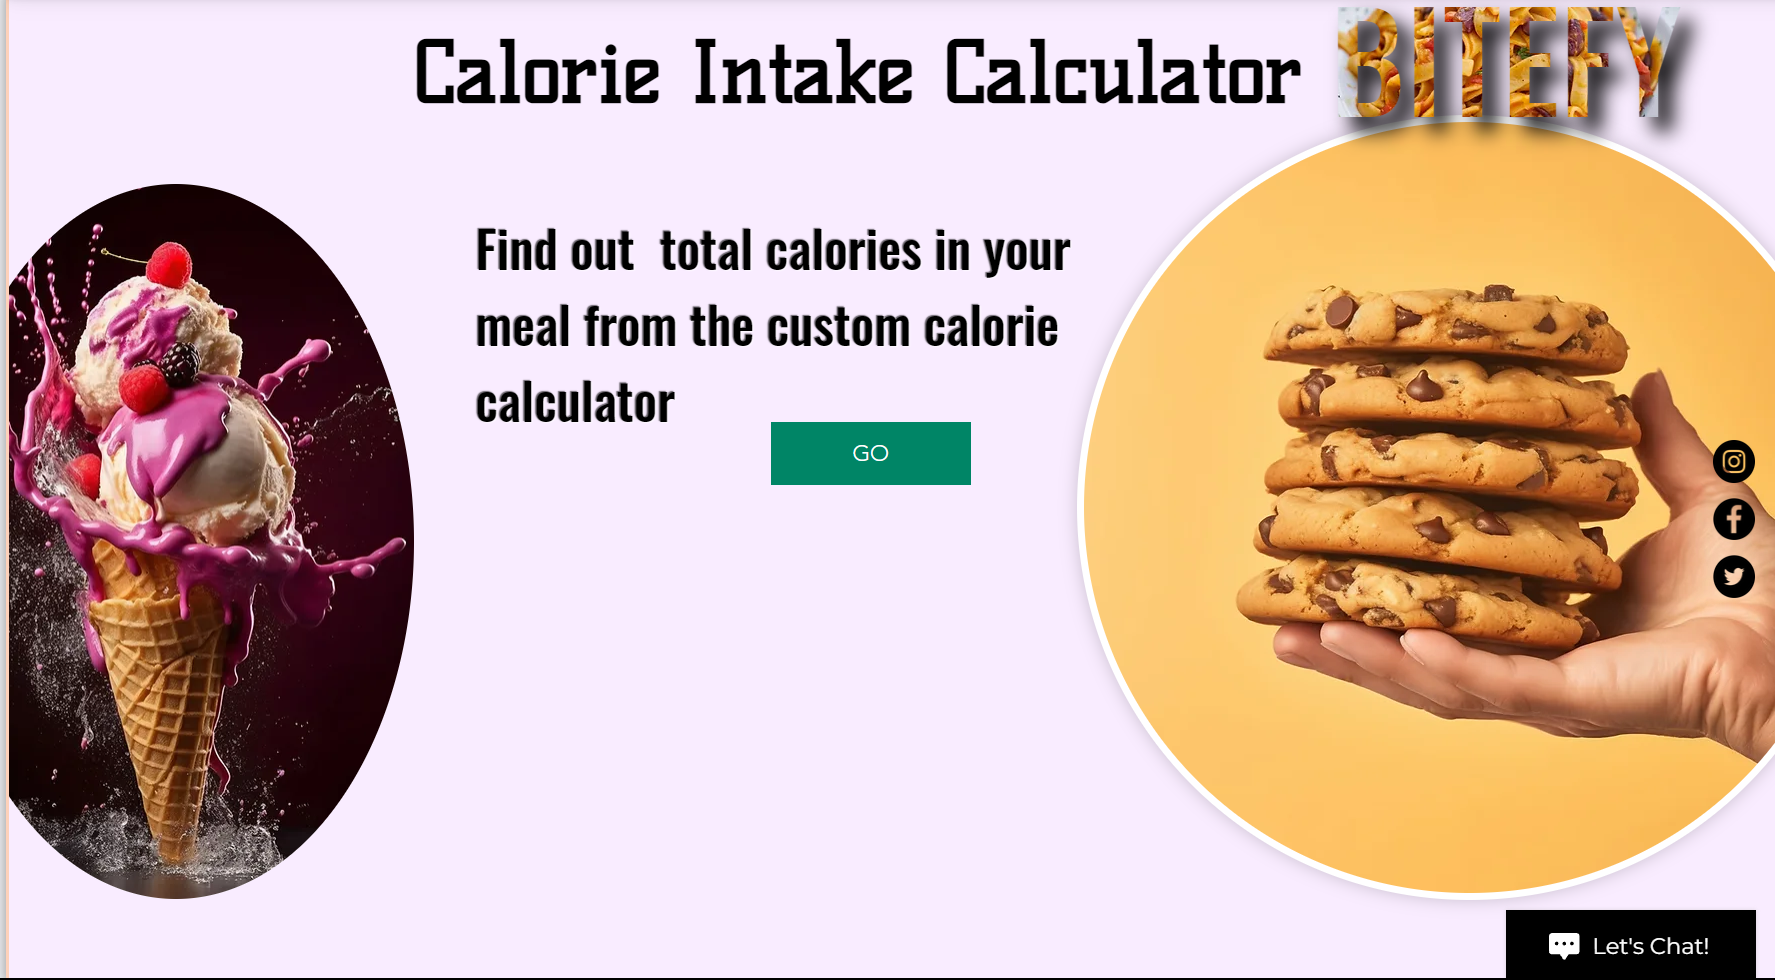 Calorie Intake Calculator
BITEFY
Find out total calories in your
meal from the custom calorie
calculator
GO
Let's Chat!